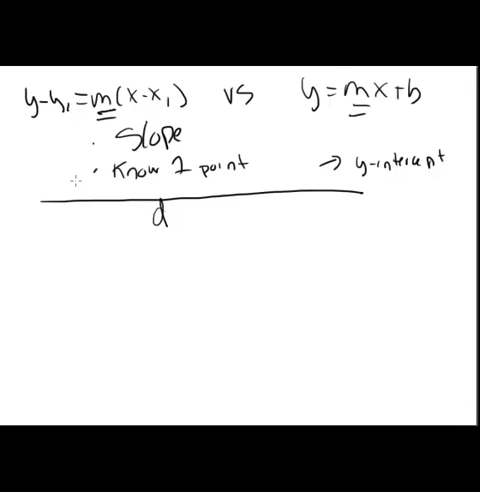 y-y₁=m(x-x₁) vs y=mx+b
· Slope
· Know 1 point → y-intercept
d